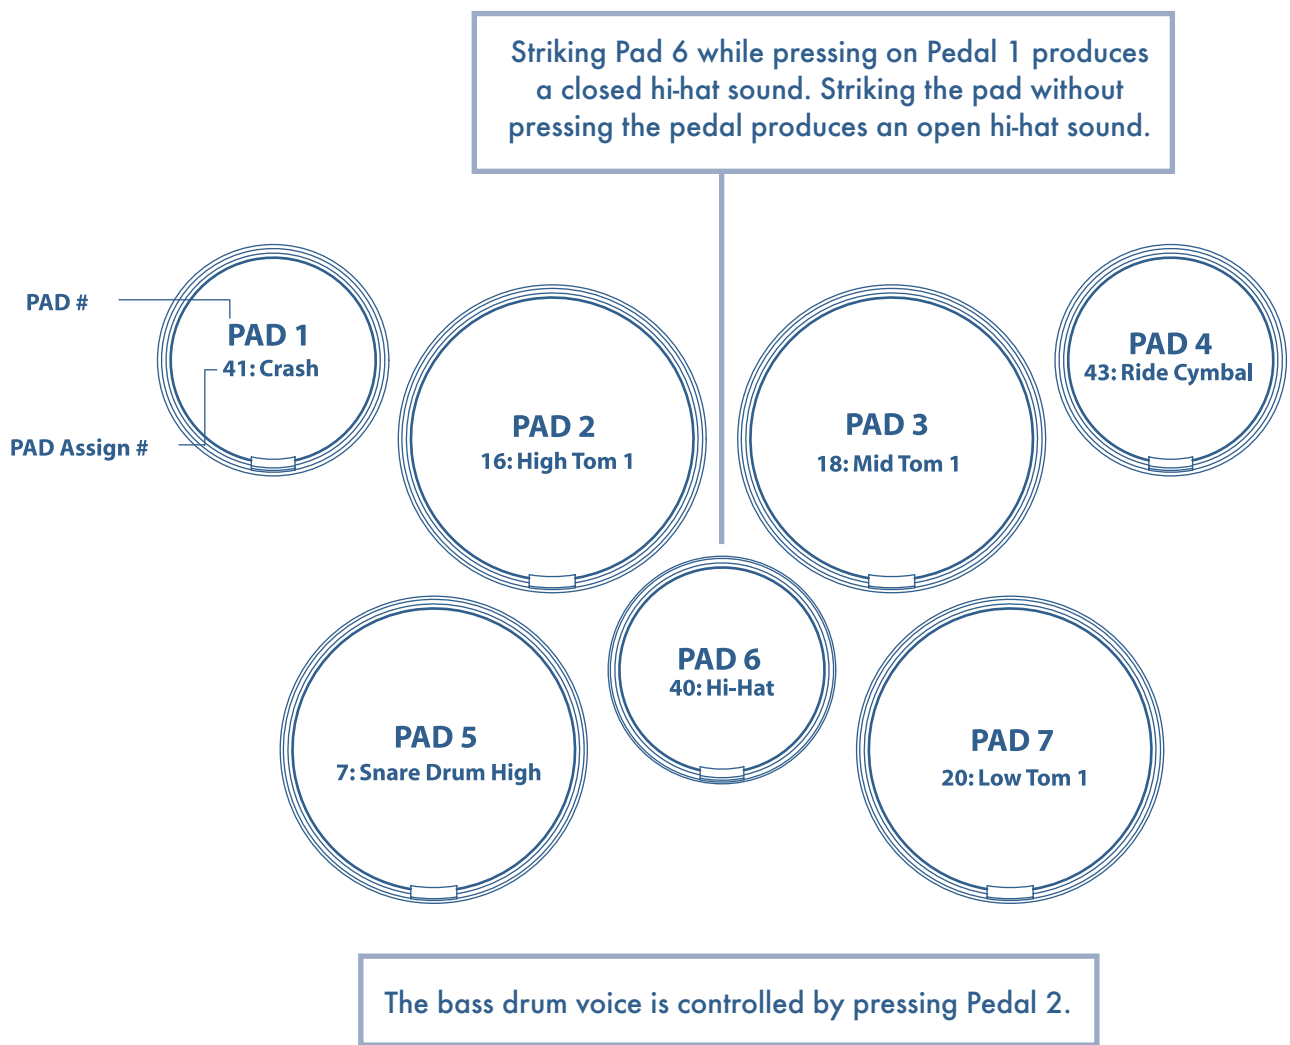 Striking Pad 6 while pressing on Pedal 1 produces
a closed hi-hat sound. Striking the pad without
pressing the pedal produces an open hi-hat sound.
PAD #
PAD 1
41: Crash
PAD Assign #
PAD 2
16: High Tom 1
PAD 3
18: Mid Tom 1
PAD 4
43: Ride Cymbal
PAD 5
7: Snare Drum High
PAD 6
40: Hi-Hat
PAD 7
20: Low Tom 1
The bass drum voice is controlled by pressing Pedal 2.